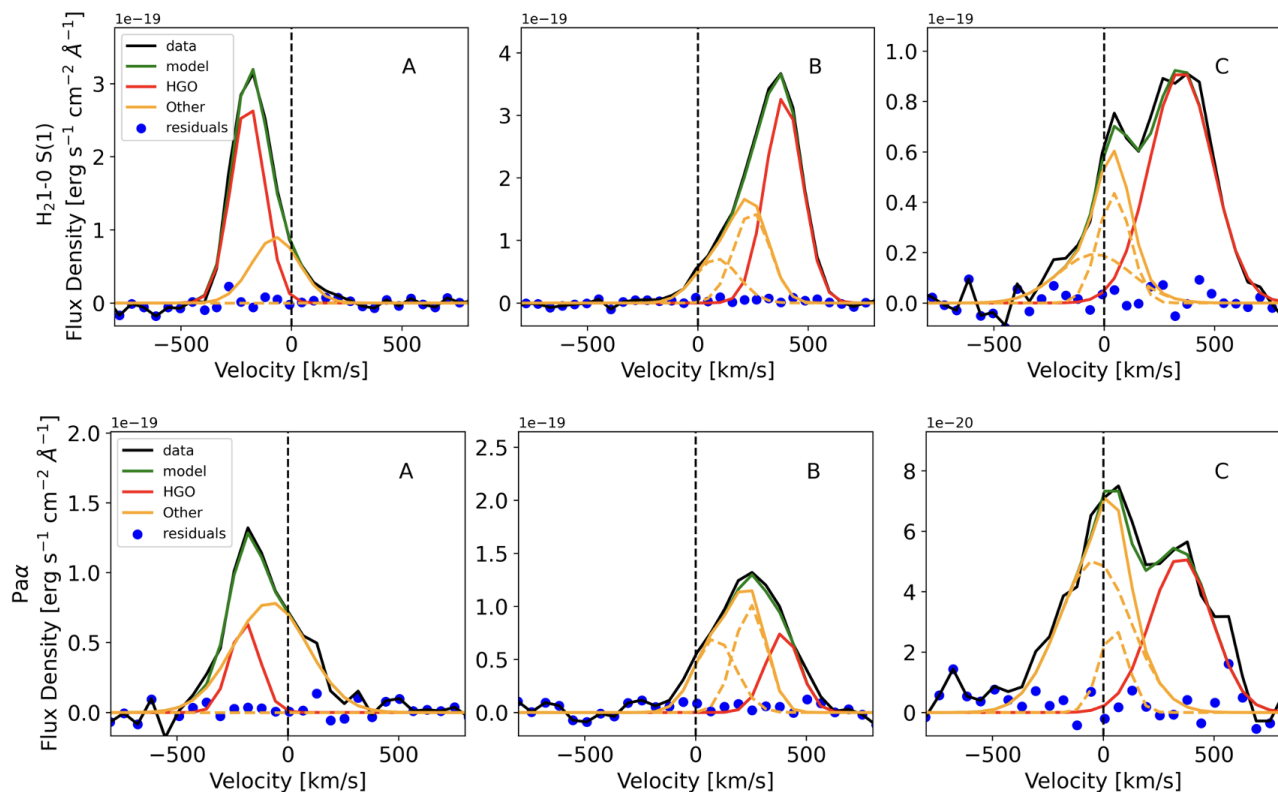 1e−19
1e−19
1e−19
data
model
HGO
Other
residuals
A
B
C
H₂1-0 S(1)
Flux Density [erg s⁻¹ cm⁻² Å⁻¹]
3
2
1
0
4
3
2
1
0
1.0
0.8
0.6
0.4
0.2
0.0
−500 0 500
−500 0 500
−500 0 500
Velocity [km/s]
Velocity [km/s]
Velocity [km/s]
1e−19
1e−19
1e−20
data
model
HGO
Other
residuals
A
B
C
Paα
Flux Density [erg s⁻¹ cm⁻² Å⁻¹]
2.0
1.5
1.0
0.5
0.0
2.5
2.0
1.5
1.0
0.5
0.0
8
6
4
2
0
−500 0 500
−500 0 500
−500 0 500
Velocity [km/s]
Velocity [km/s]
Velocity [km/s]